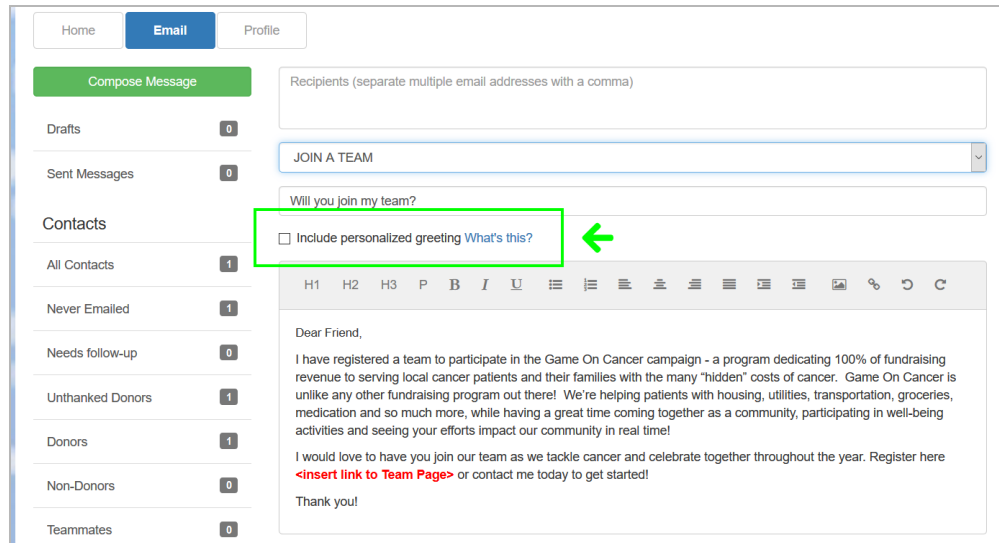 Home Email Profile
Compose Message
Drafts 0
Sent Messages 0
Contacts
All Contacts 1
Never Emailed 1
Needs follow-up 0
Unthanked Donors 1
Donors 1
Non-Donors 0
Teammates 0
Recipients (separate multiple email addresses with a comma)
JOIN A TEAM
Will you join my team?
Include personalized greeting What's this?
H1 H2 H3 P B I U
Dear Friend,
I have registered a team to participate in the Game On Cancer campaign - a program dedicating 100% of fundraising
revenue to serving local cancer patients and their families with the many “hidden” costs of cancer.  Game On Cancer is
unlike any other fundraising program out there!  We’re helping patients with housing, utilities, transportation, groceries,
medication and so much more, while having a great time coming together as a community, participating in well-being
activities and seeing your efforts impact our community in real time!
I would love to have you join our team as we tackle cancer and celebrate together throughout the year. Register here
<insert link to Team Page> or contact me today to get started!
Thank you!